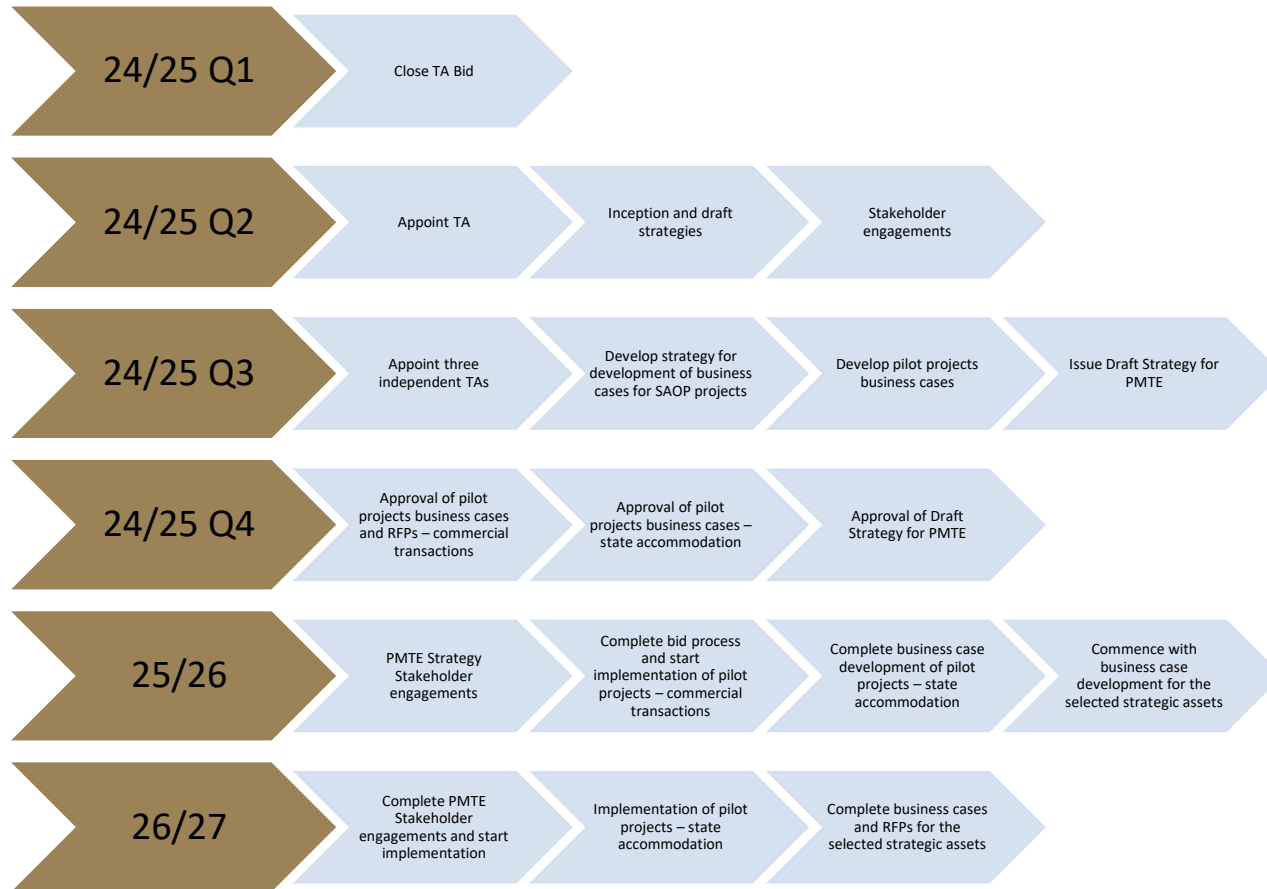 24/25 Q1
Close TA Bid
24/25 Q2
Appoint TA
Inception and draft
strategies
Stakeholder
engagements
24/25 Q3
Appoint three
independent TAs
Develop strategy for
development of business
cases for SAOP projects
Develop pilot projects
business cases
Issue Draft Strategy for
PMTE
24/25 Q4
Approval of pilot
projects business cases
and RFPs – commercial
transactions
Approval of pilot
projects business cases –
state accommodation
Approval of Draft
Strategy for PMTE
25/26
PMTE Strategy
Stakeholder
engagements
Complete bid process
and start
implementation of pilot
projects – commercial
transactions
Complete business case
development of pilot
projects – state
accommodation
Commence with
business case
development for the
selected strategic assets
26/27
Complete PMTE
Stakeholder
engagements and start
implementation
Implementation of pilot
projects – state
accommodation
Complete business cases
and RFPs for the
selected strategic assets